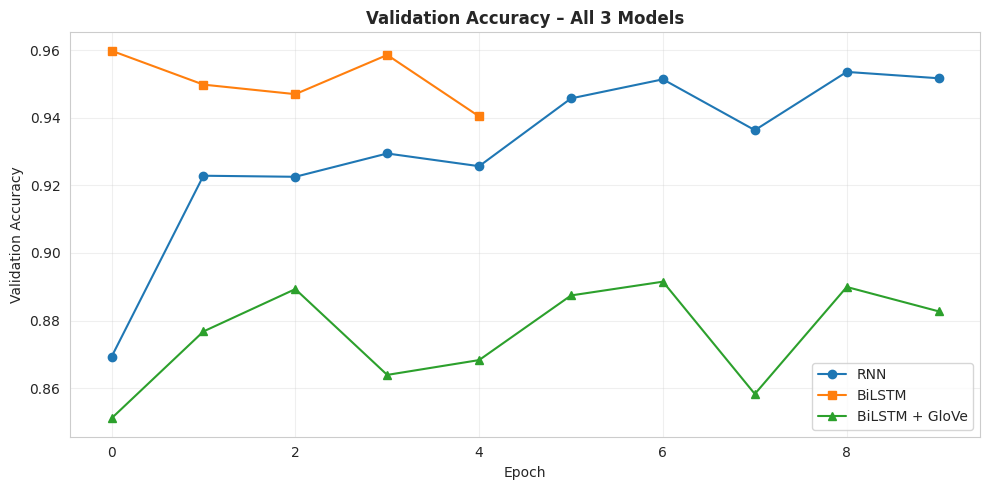 Validation Accuracy – All 3 Models
Validation Accuracy
0.96
0.94
0.92
0.90
0.88
0.86
0 2 4 6 8
Epoch
RNN
BiLSTM
BiLSTM + GloVe